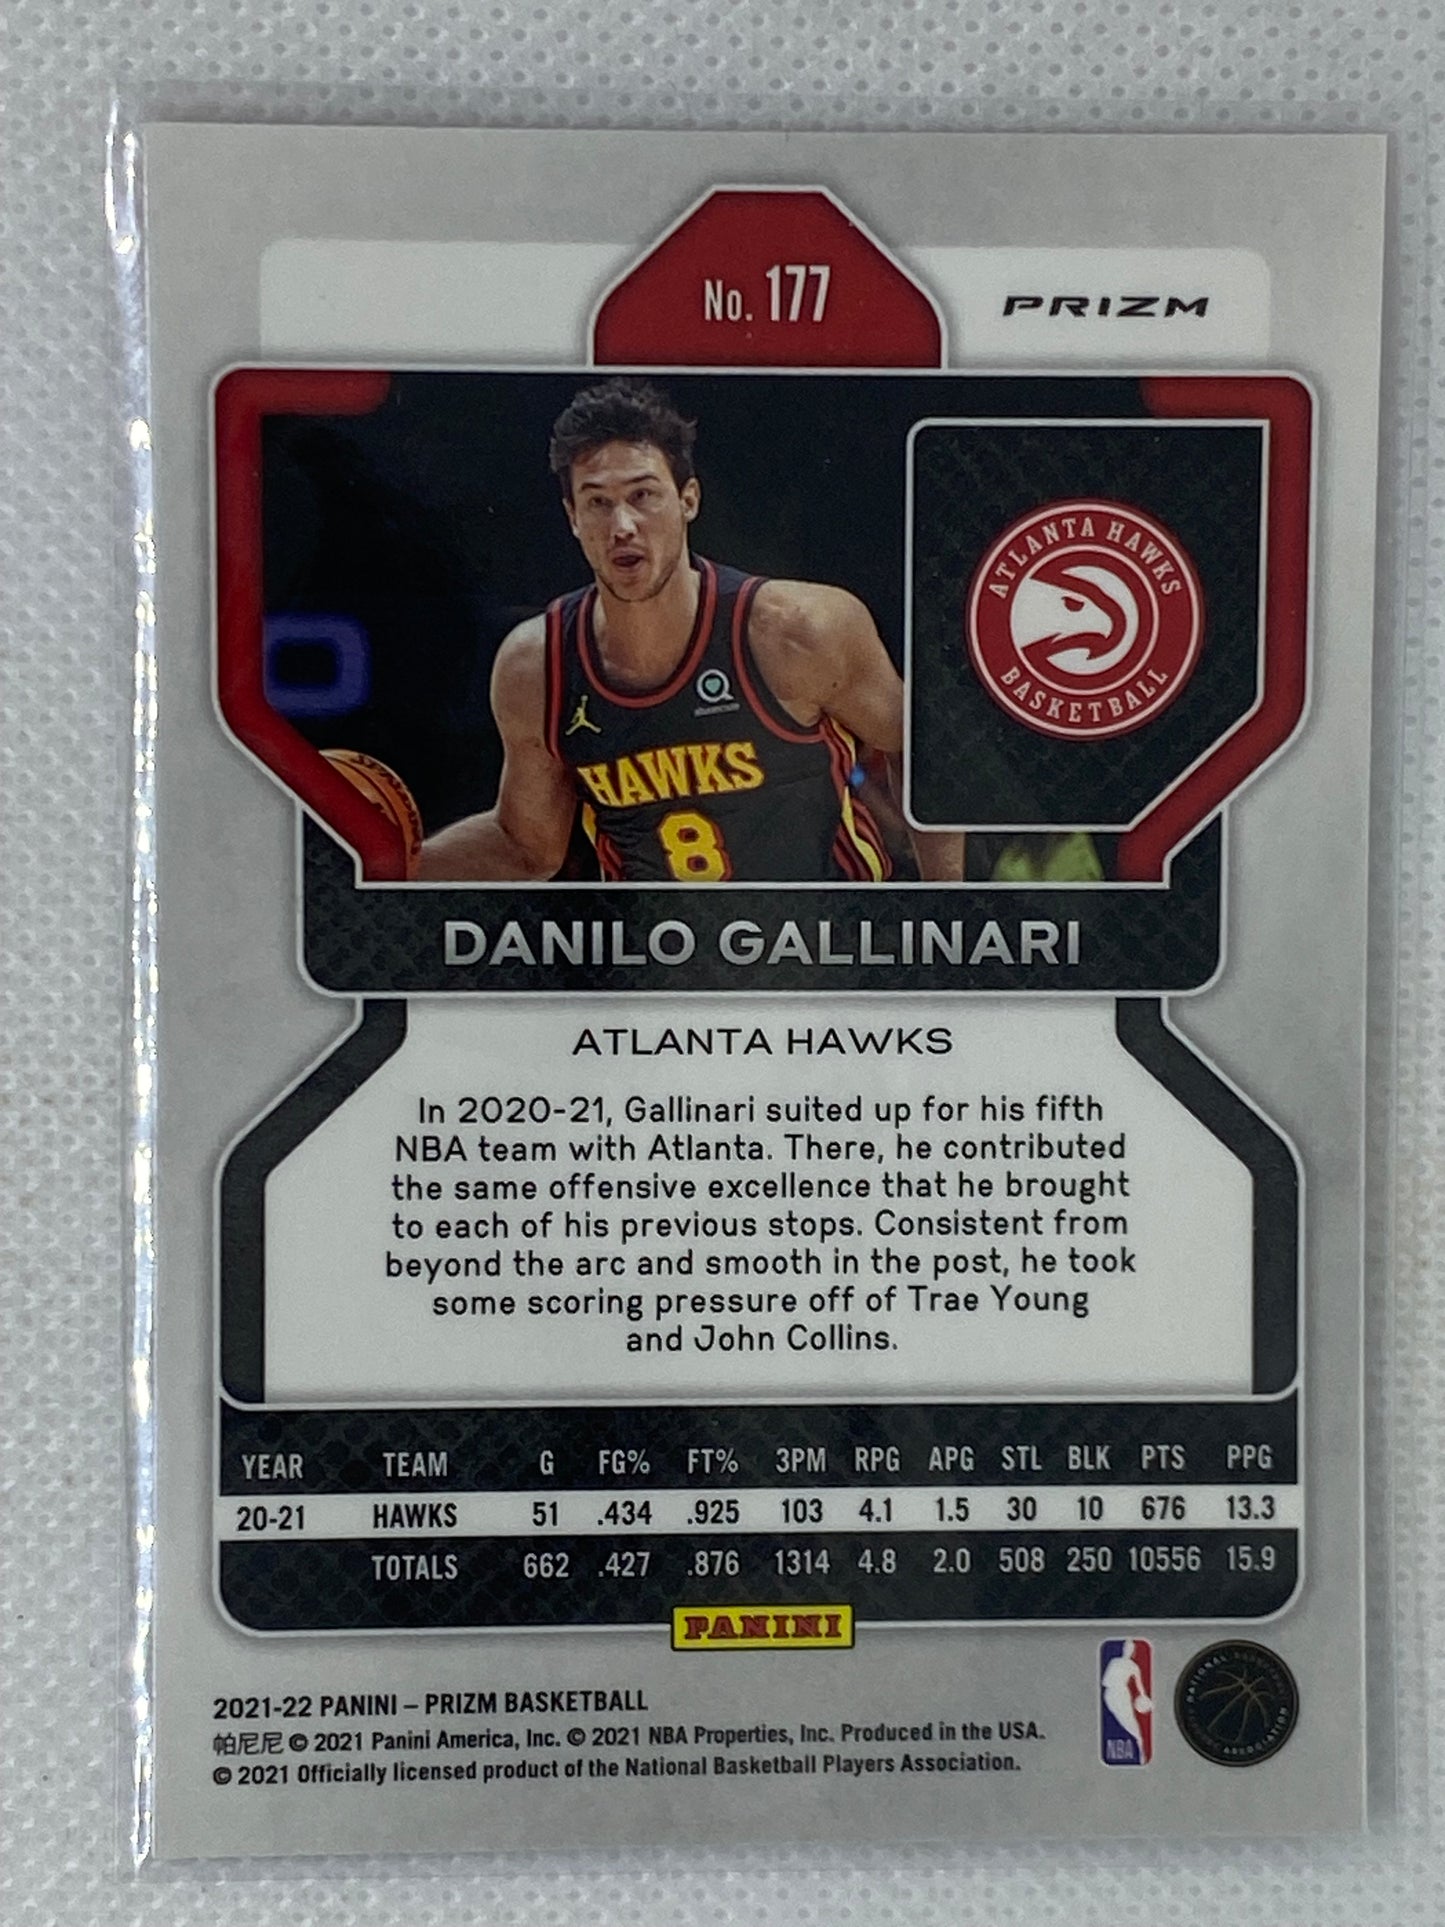 No. 177
PRIZM
ATLANTA HAWKS
BASKETBALL
HAWKS
8
DANILO GALLINARI
ATLANTA HAWKS
In 2020-21, Gallinari suited up for his fifth
NBA team with Atlanta. There, he contributed
the same offensive excellence that he brought
to each of his previous stops. Consistent from
beyond the arc and smooth in the post, he took
some scoring pressure off of Trae Young
and John Collins.
YEAR TEAM G FG% FT% 3PM RPG APG STL BLK PTS PPG
20-21 HAWKS 51 .434 .925 103 4.1 1.5 30 10 676 13.3
TOTALS 662 .427 .876 1314 4.8 2.0 508 250 10556 15.9
PANINI
2021-22 PANINI – PRIZM BASKETBALL
帕尼尼 © 2021 Panini America, Inc. © 2021 NBA Properties, Inc. Produced in the USA.
© 2021 Officially licensed product of the National Basketball Players Association.
NBA
NATIONAL BASKETBALL
PLAYERS ASSOCIATION